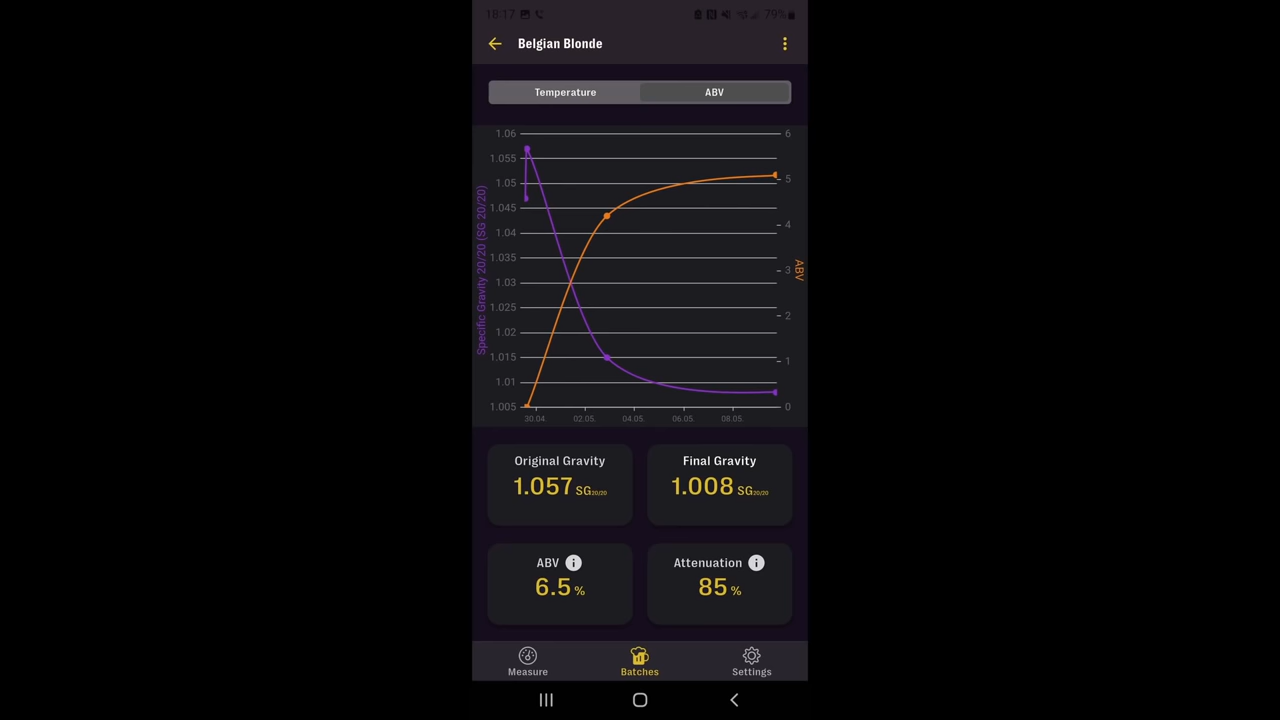 18:17 79%
Belgian Blonde
Temperature ABV
1.06 6
1.055
1.05 5
1.045
1.04 4
1.035
1.03 3
1.025
1.02 2
1.015
1.01 1
1.005 0
Specific Gravity 20/20 (SG 20/20)
ABV
30.04. 02.05. 04.05. 06.05. 08.05.
Original Gravity
1.057 SG20/20
Final Gravity
1.008 SG20/20
ABV i
6.5 %
Attenuation i
85 %
Measure Batches Settings